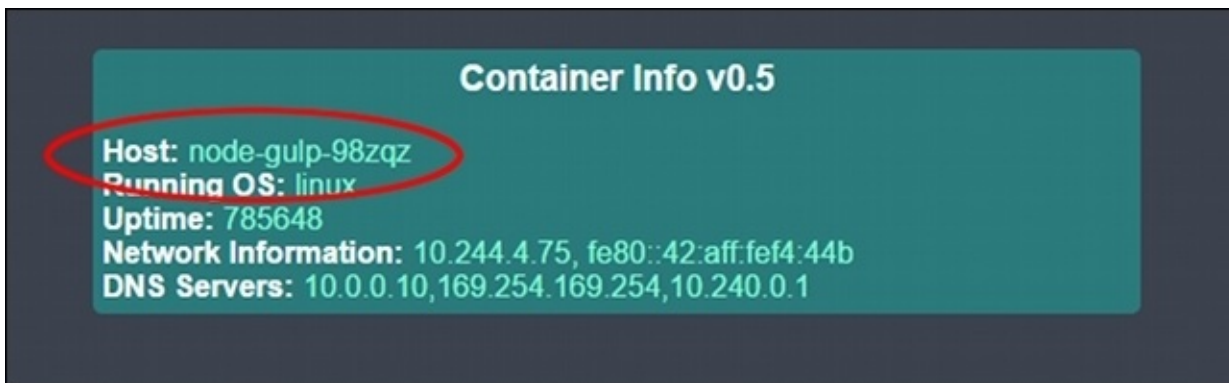 Container Info v0.5
Host: node-gulp-98zqz
Running OS: linux
Uptime: 785648
Network Information: 10.244.4.75, fe80::42:aff:fef4:44b
DNS Servers: 10.0.0.10,169.254.169.254,10.240.0.1